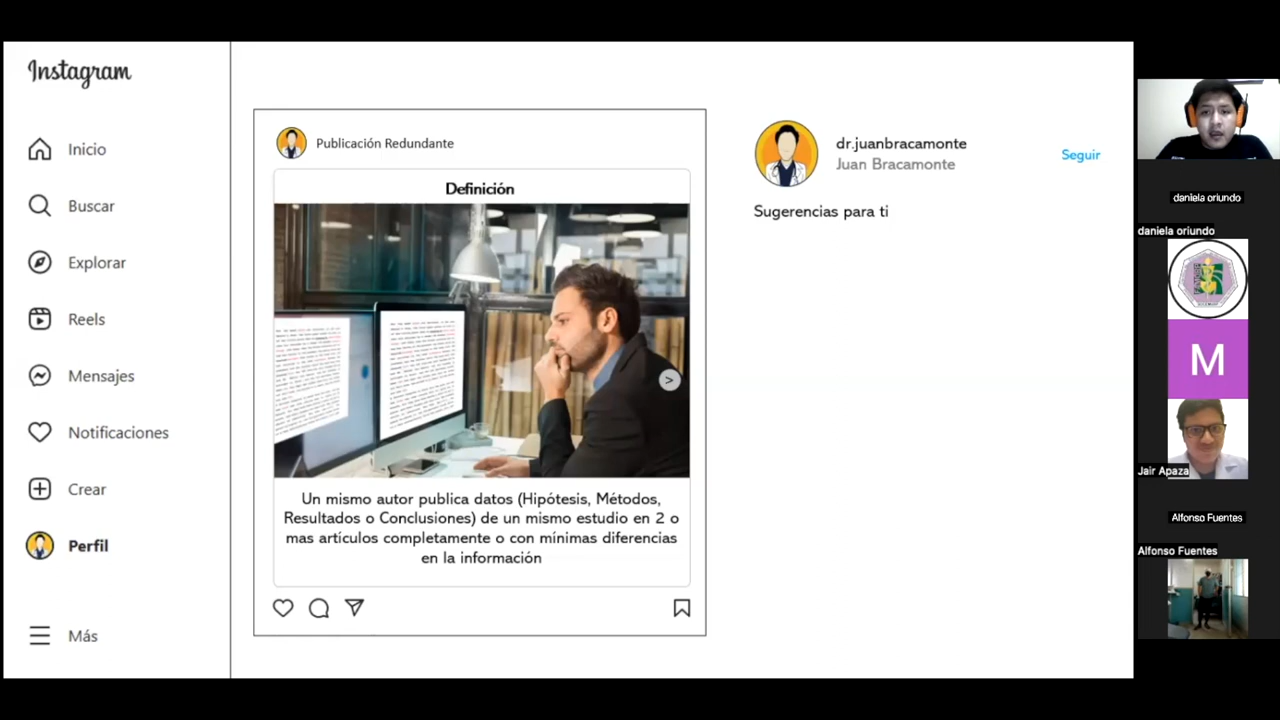 Instagram
Inicio
Buscar
Explorar
Reels
Mensajes
Notificaciones
Crear
Perfil
Más
Publicación Redundante
Definición
Un mismo autor publica datos (Hipótesis, Métodos,
Resultados o Conclusiones) de un mismo estudio en 2 o
mas artículos completamente o con mínimas diferencias
en la información
dr.juanbracamonte
Juan Bracamonte
Seguir
Sugerencias para ti
daniela oriundo
daniela oriundo
M
Jair Apaza
Alfonso Fuentes
Alfonso Fuentes